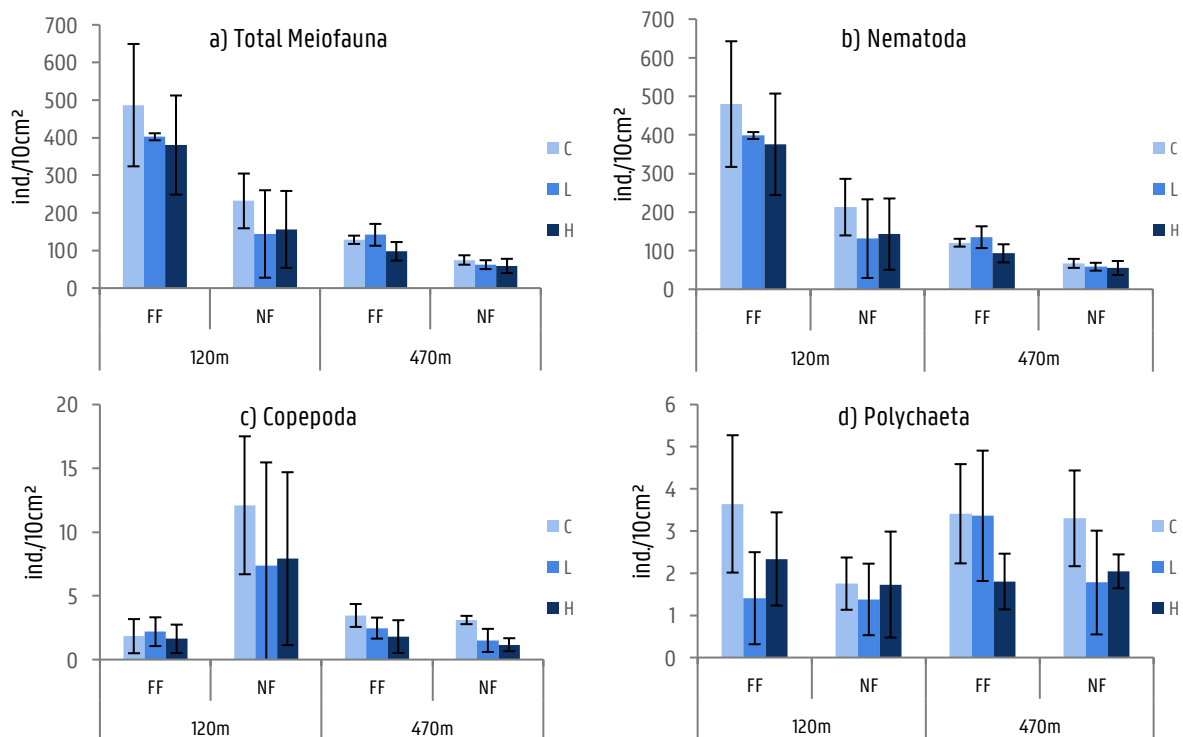 a) Total Meiofauna
ind./10cm²
700
600
500
400
300
200
100
0
FF NF FF NF
120m 470m
C
L
H
b) Nematoda
700
600
500
400
300
200
100
0
FF NF FF NF
120m 470m
C
L
H
c) Copepoda
ind./10cm²
20
15
10
5
0
FF NF FF NF
120m 470m
C
L
H
d) Polychaeta
ind./10cm²
6
5
4
3
2
1
0
FF NF FF NF
120m 470m
C
L
H